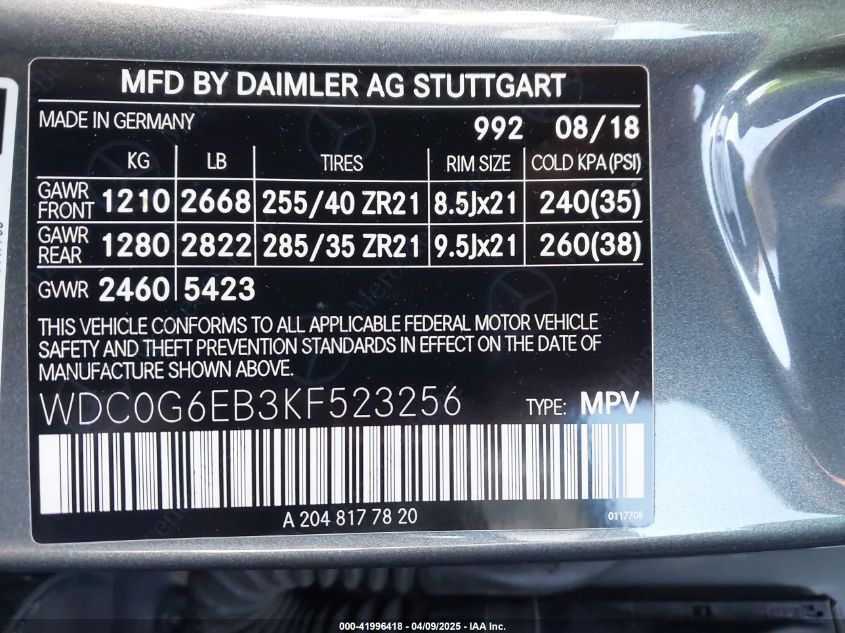 MFD BY DAIMLER AG STUTTGART
MADE IN GERMANY 992 08/18
KG LB TIRES RIM SIZE COLD KPA (PSI)
GAWR FRONT 1210 2668 255/40 ZR21 8.5Jx21 240(35)
GAWR REAR 1280 2822 285/35 ZR21 9.5Jx21 260(38)
GVWR 2460 5423
THIS VEHICLE CONFORMS TO ALL APPLICABLE FEDERAL MOTOR VEHICLE
SAFETY AND THEFT PREVENTION STANDARDS IN EFFECT ON THE DATE OF
MANUFACTURE SHOWN ABOVE.
WDC0G6EB3KF523256 TYPE: MPV
A 204 817 78 20 0117708
000-41996418 - 04/09/2025 - IAA Inc.